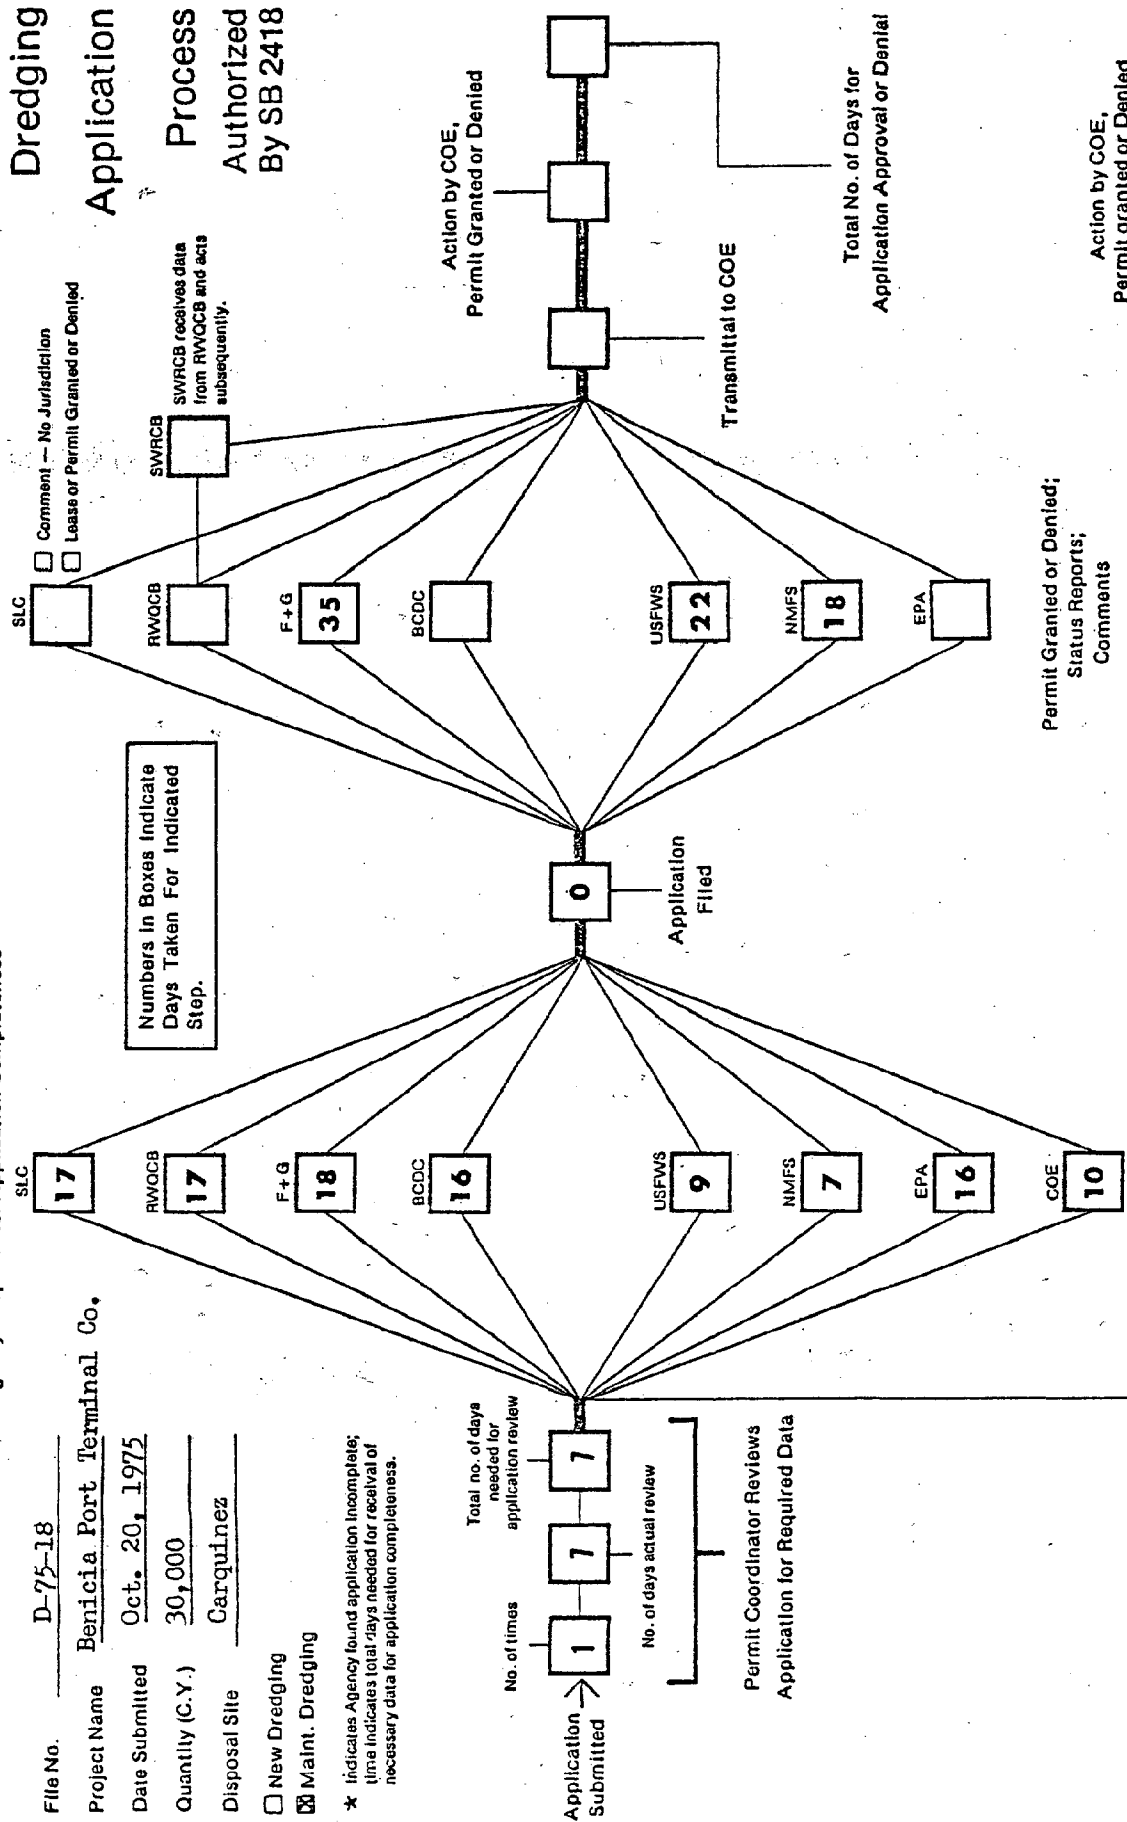 Dredging
Application
Process
Authorized
By SB 2418
File No. D-75-18
Project Name Benicia Port Terminal Co.
Date Submitted Oct. 20, 1975
Quantity (C.Y.) 30,000
Disposal Site Carquinez
☐ New Dredging
☒ Maint. Dredging
* Indicates Agency found application Incomplete;
time Indicates total days needed for receival of
necessary data for application completeness.
Numbers In Boxes Indicate
Days Taken For Indicated
Step.
Application
Submitted
No. of times
1
7
No. of days actual review
Total no. of days
needed for
application review
7
Permit Coordinator Reviews
Application for Required Data
SLC
17
RWQCB
17
F+G
18
BCDC
16
USFWS
9
NMFS
7
EPA
16
COE
10
0
Application
Filed
SLC
☐ Comment — No Jurisdiction
☐ Lease or Permit Granted or Denied
RWQCB
SWRCB
SWRCB receives data
from RWQCB and acts
subsequently.
F+G
35
BCDC
USFWS
22
NMFS
18
EPA
Permit Granted or Denied;
Status Reports;
Comments
Transmittal to COE
Action by COE,
Permit Granted or Denied
Total No. of Days for
Application Approval or Denial
Action by COE,
Permit granted or Denied